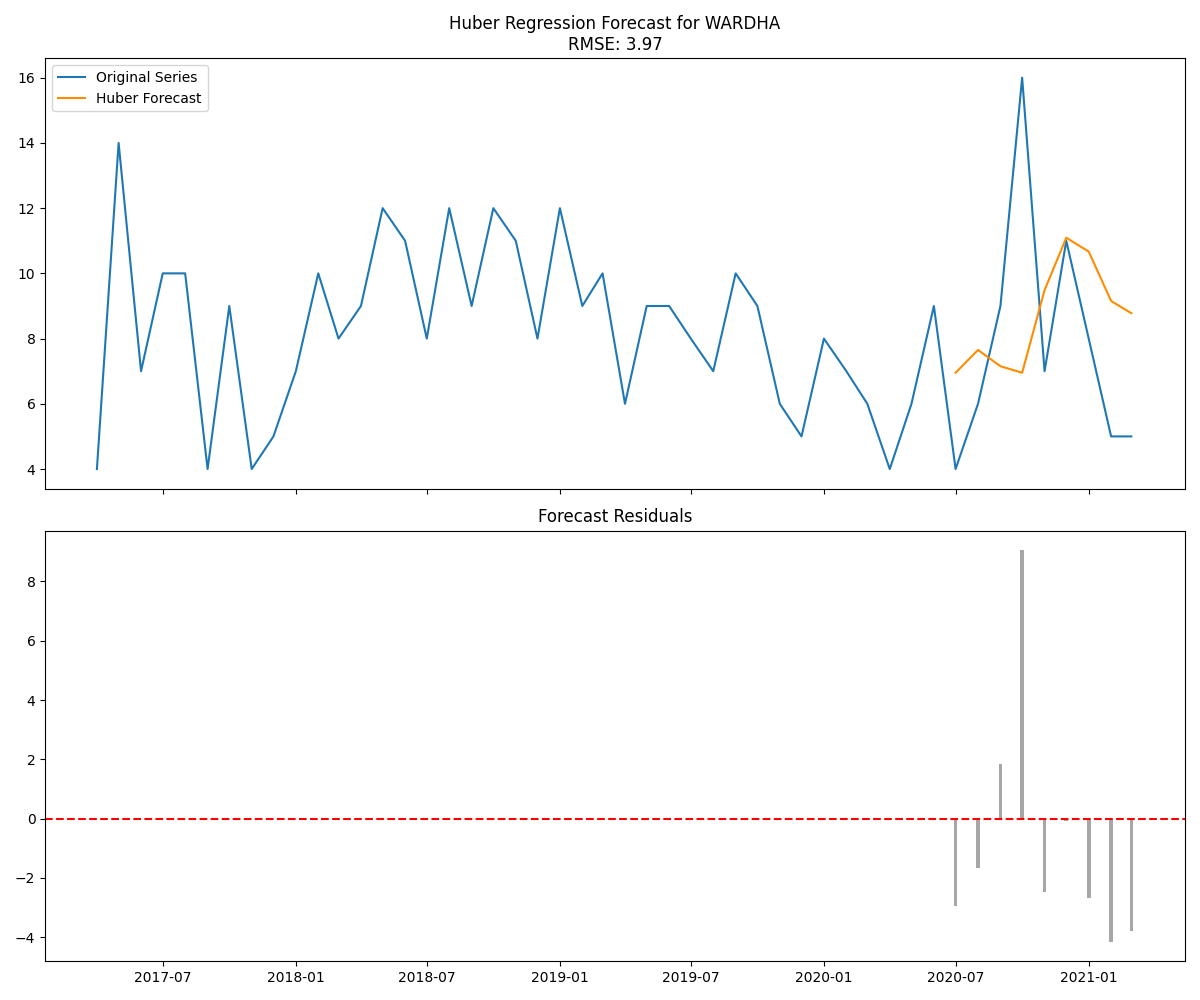 Huber Regression Forecast for WARDHA
RMSE: 3.97
Original Series
Huber Forecast
16
14
12
10
8
6
4
Forecast Residuals
8
6
4
2
0
−2
−4
2017-07 2018-01 2018-07 2019-01 2019-07 2020-01 2020-07 2021-01